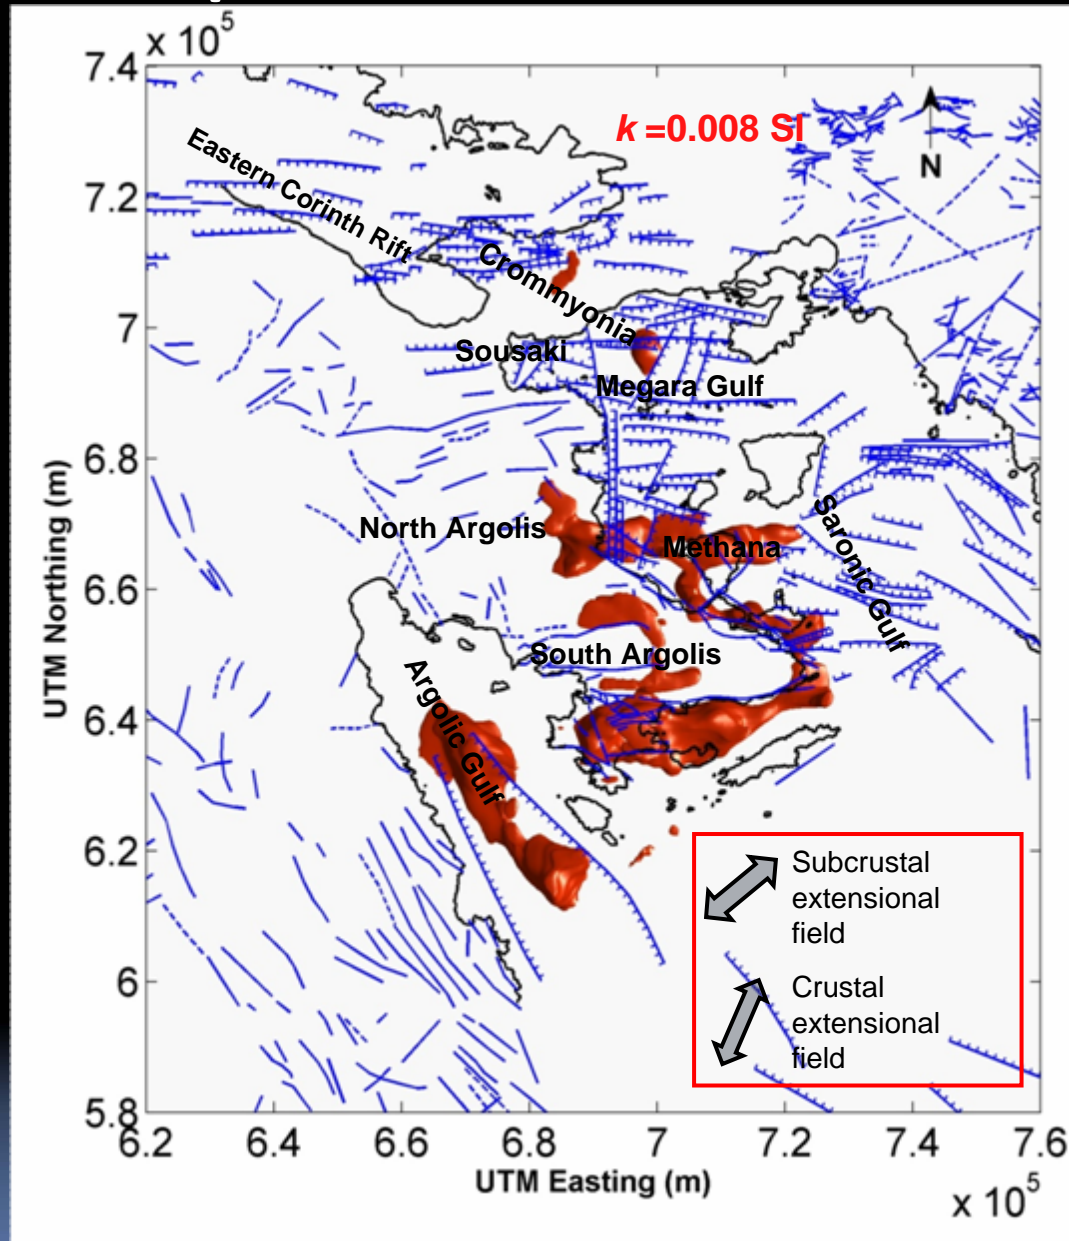 x 10^5
7.4
7.2
7
6.8
6.6
6.4
6.2
6
5.8
UTM Northing (m)
k =0.008 SI
N
Eastern Corinth Rift
Crommyonia
Sousaki
Megara Gulf
North Argolis
Methana
Saronic Gulf
South Argolis
Argolic Gulf
Subcrustal
extensional
field
Crustal
extensional
field
6.2 6.4 6.6 6.8 7 7.2 7.4 7.6
UTM Easting (m)
x 10^5